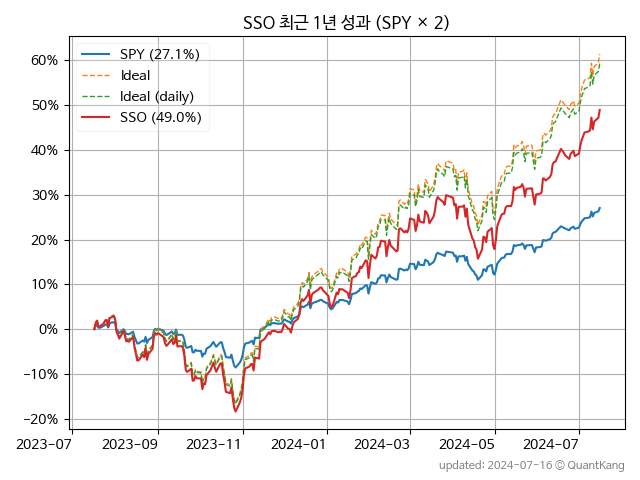 SSO 최근 1년 성과 (SPY × 2)
SPY (27.1%)
Ideal
Ideal (daily)
SSO (49.0%)
60%
50%
40%
30%
20%
10%
0%
−10%
−20%
2023-07 2023-09 2023-11 2024-01 2024-03 2024-05 2024-07
updated: 2024-07-16 © QuantKang